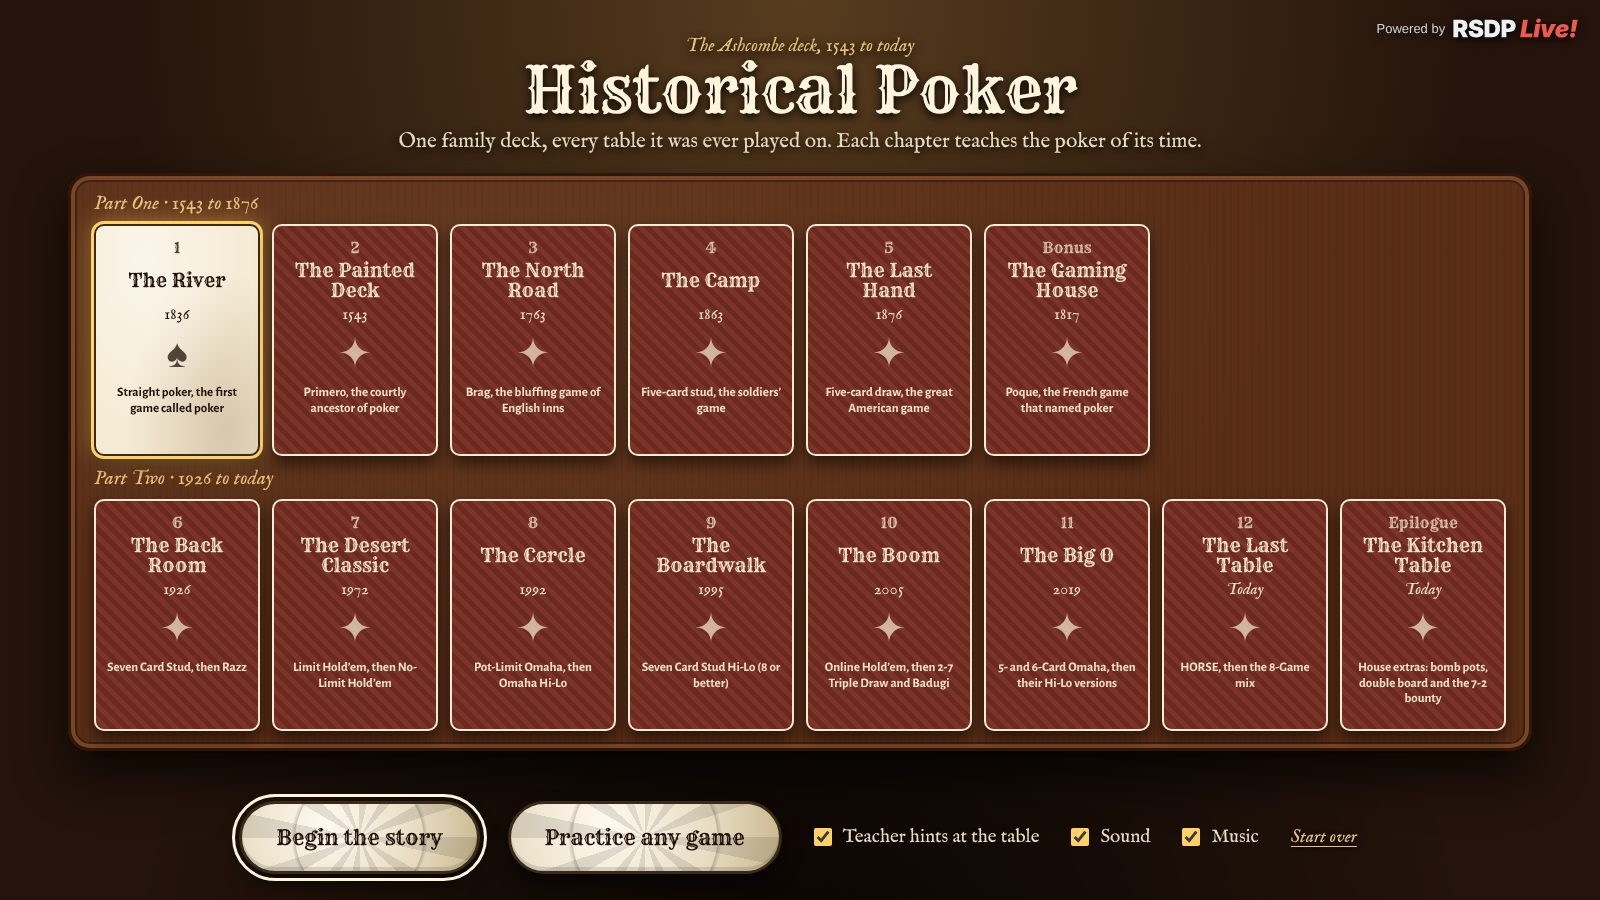 Powered by RSDP Live!
The Ashcombe deck, 1543 to today
Historical Poker
One family deck, every table it was ever played on. Each chapter teaches the poker of its time.
Part One · 1543 to 1876
1
The River
1836
Straight poker, the first
game called poker
2
The Painted
Deck
1543
Primero, the courtly
ancestor of poker
3
The North
Road
1763
Brag, the bluffing game of
English inns
4
The Camp
1863
Five-card stud, the soldiers'
game
5
The Last
Hand
1876
Five-card draw, the great
American game
Bonus
The Gaming
House
1817
Poque, the French game
that named poker
Part Two · 1926 to today
6
The Back
Room
1926
Seven Card Stud, then Razz
7
The Desert
Classic
1972
Limit Hold'em, then No-
Limit Hold'em
8
The Cercle
1992
Pot-Limit Omaha, then
Omaha Hi-Lo
9
The
Boardwalk
1995
Seven Card Stud Hi-Lo (8 or
better)
10
The Boom
2005
Online Hold'em, then 2-7
Triple Draw and Badugi
11
The Big O
2019
5- and 6-Card Omaha, then
their Hi-Lo versions
12
The Last
Table
Today
HORSE, then the 8-Game
mix
Epilogue
The Kitchen
Table
Today
House extras: bomb pots,
double board and the 7-2
bounty
Begin the story
Practice any game
Teacher hints at the table
Sound
Music
Start over